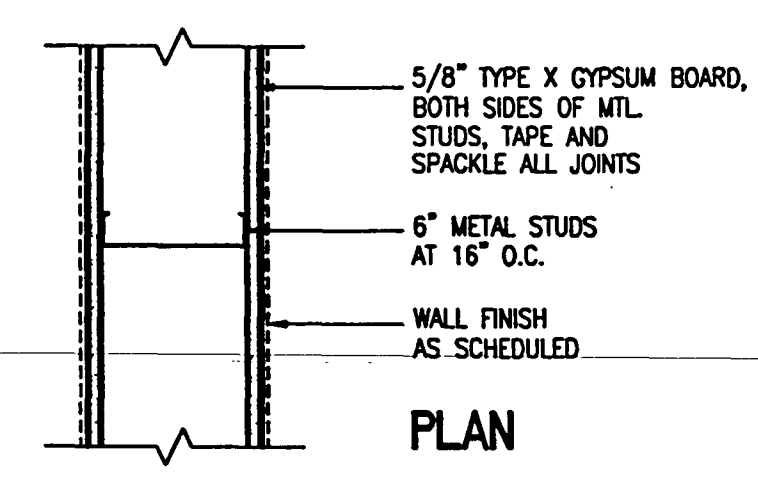 5/8" TYPE X GYPSUM BOARD,
BOTH SIDES OF MTL.
STUDS, TAPE AND
SPACKLE ALL JOINTS
6" METAL STUDS
AT 16" O.C.
WALL FINISH
AS SCHEDULED
PLAN